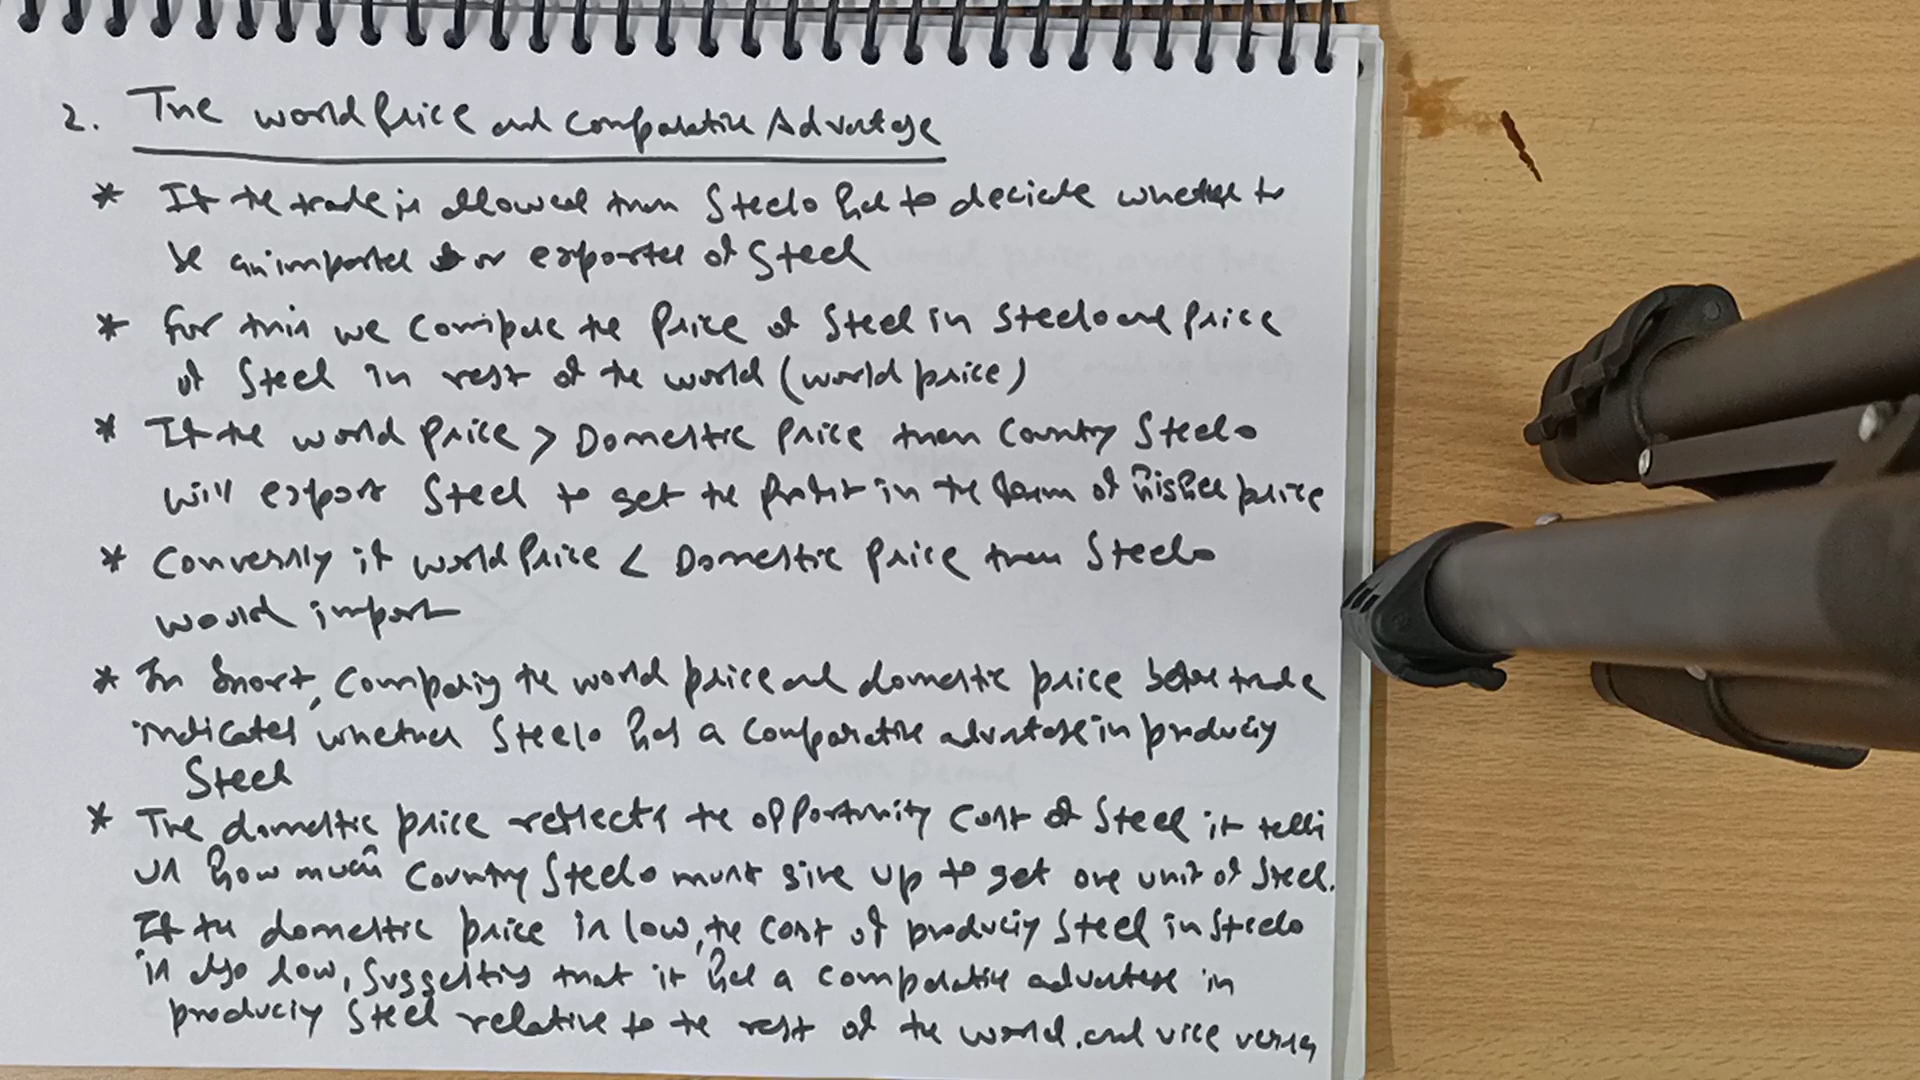 2. The world Price and Comparative Advantage
* If the trade is allowed then Steelo has to decide whether to
be an importer or exporter of Steel
* For this we compare the Price of Steel in Steelo and Price
of Steel in rest of the world (world price)
* If the world Price > Domestic Price then Country Steelo
will export Steel to get the Profit in the form of higher price
* Conversly if world Price < Domestic Price then Steelo
would import
* In Short, Comparing the world price and domestic price before trade
indicates whether Steelo has a Comparative advantage in producing
Steel
* The domestic price reflects the opportunity Cost of Steel it tells
us how much Country Steelo must give up to get one unit of Steel.
If the domestic price is low, the cost of producing Steel in Steelo
is also low, Suggesting that it has a comparative advantage in
producing Steel relative to the rest of the world. and vice versa